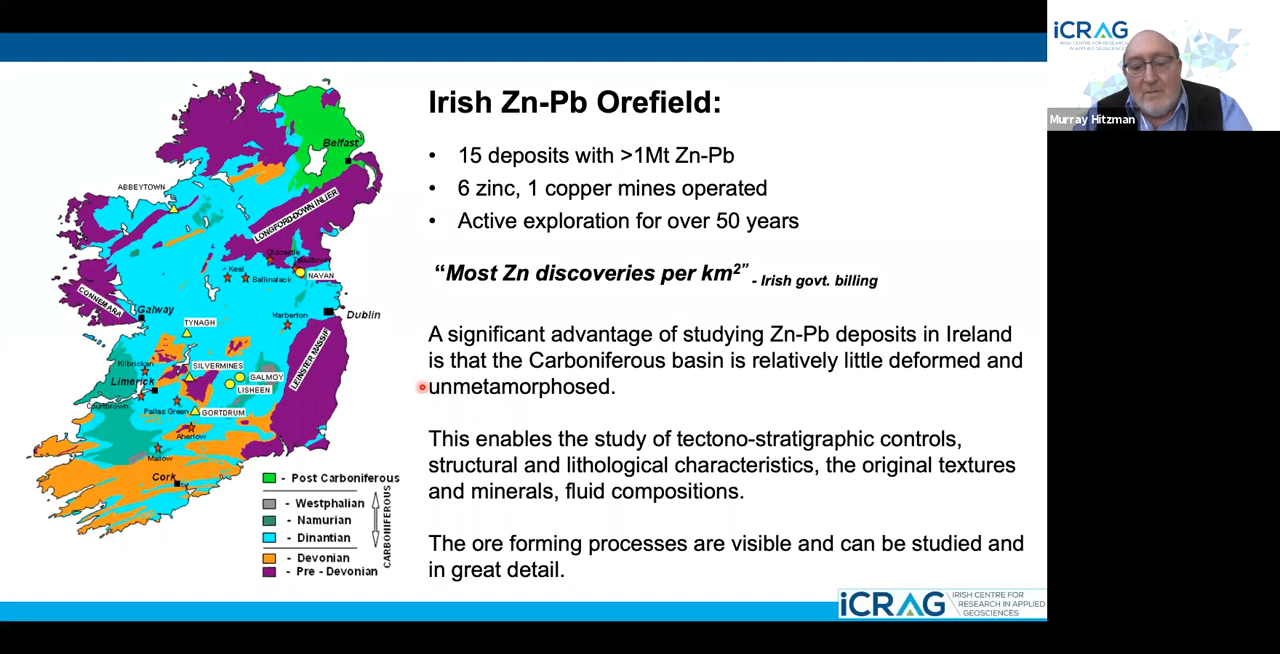 Irish Zn-Pb Orefield:
• 15 deposits with >1Mt Zn-Pb
• 6 zinc, 1 copper mines operated
• Active exploration for over 50 years
“Most Zn discoveries per km2” - Irish govt. billing
A significant advantage of studying Zn-Pb deposits in Ireland
is that the Carboniferous basin is relatively little deformed and
unmetamorphosed.
This enables the study of tectono-stratigraphic controls,
structural and lithological characteristics, the original textures
and minerals, fluid compositions.
The ore forming processes are visible and can be studied and
in great detail.
Belfast
ABBEYTOWN
LONGFORD-DOWN INLIER
Oldcastle
Keel
Ballinalack
NAVAN
CONNEMARA
Galway
Harberton
Dublin
TYNAGH
LEINSTER MASSIF
Kilbricken
SILVERMINES
Limerick
GALMOY
LISHEEN
Courtbrown
Pallas Green
GORTDRUM
Aherlow
Mallow
Cork
- Post Carboniferous
- Westphalian
- Namurian
- Dinantian
- Devonian
- Pre - Devonian
CARBONIFEROUS
iCRAG
IRISH CENTRE FOR
RESEARCH IN APPLIED
GEOSCIENCES
iCRAG
IRISH CENTRE FOR RESEARCH
IN APPLIED GEOSCIENCES
Murray Hitzman